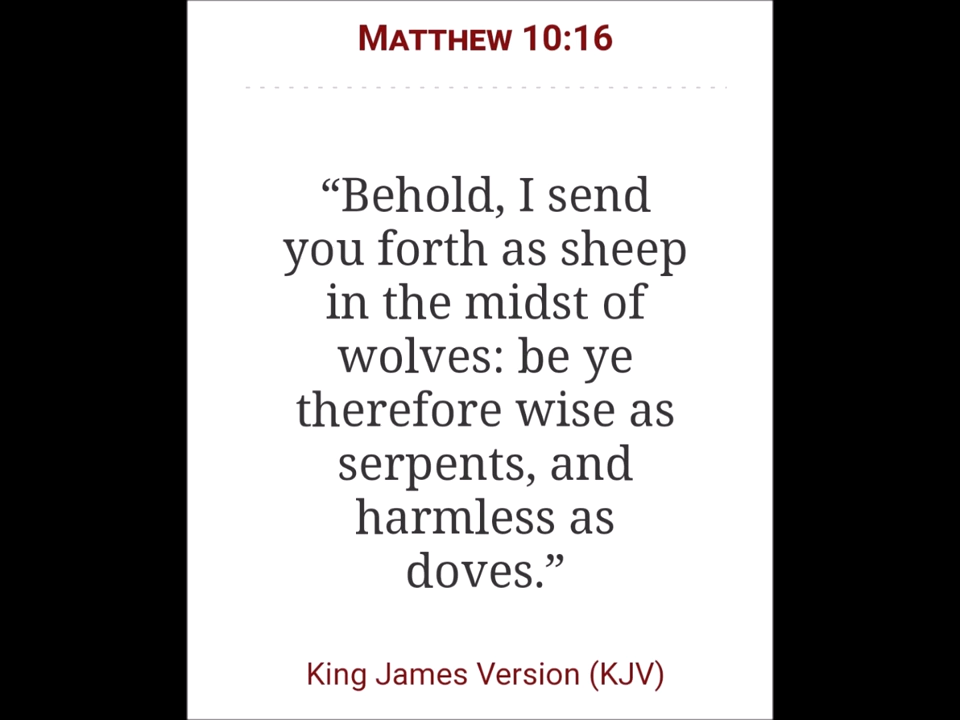 MATTHEW 10:16
“Behold, I send
you forth as sheep
in the midst of
wolves: be ye
therefore wise as
serpents, and
harmless as
doves.”
King James Version (KJV)